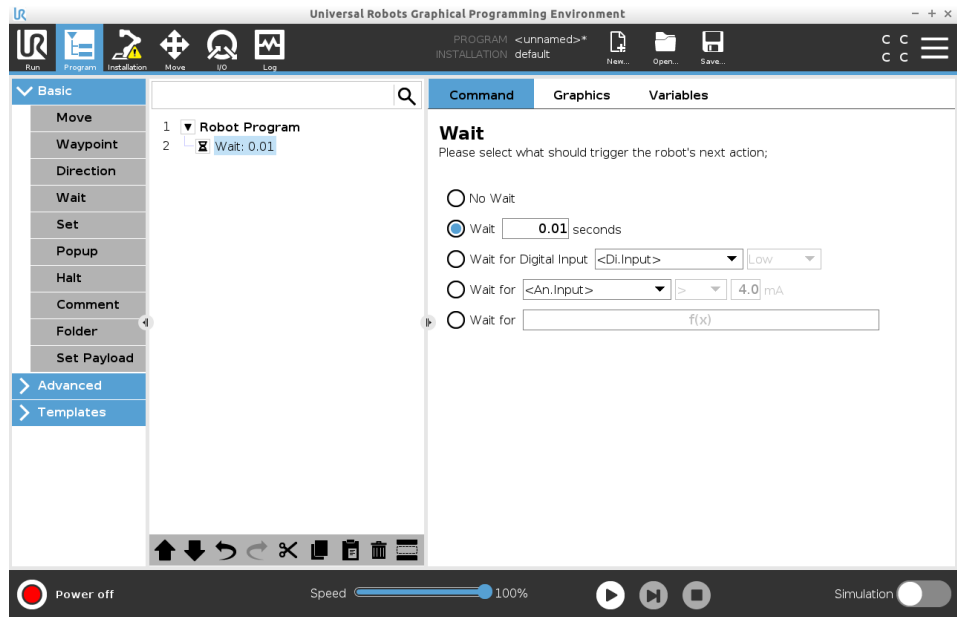 Universal Robots Graphical Programming Environment
UR
Run
Program
Installation
Move
I/O
Log
PROGRAM <unnamed>*
INSTALLATION default
New...
Open...
Save...
C C
C C
Basic
Move
Waypoint
Direction
Wait
Set
Popup
Halt
Comment
Folder
Set Payload
Advanced
Templates
1 Robot Program
2 Wait: 0.01
Command Graphics Variables
Wait
Please select what should trigger the robot's next action;
No Wait
Wait 0.01 seconds
Wait for Digital Input <Di.Input> Low
Wait for <An.Input> > 4.0 mA
Wait for f(x)
Power off
Speed 100%
Simulation